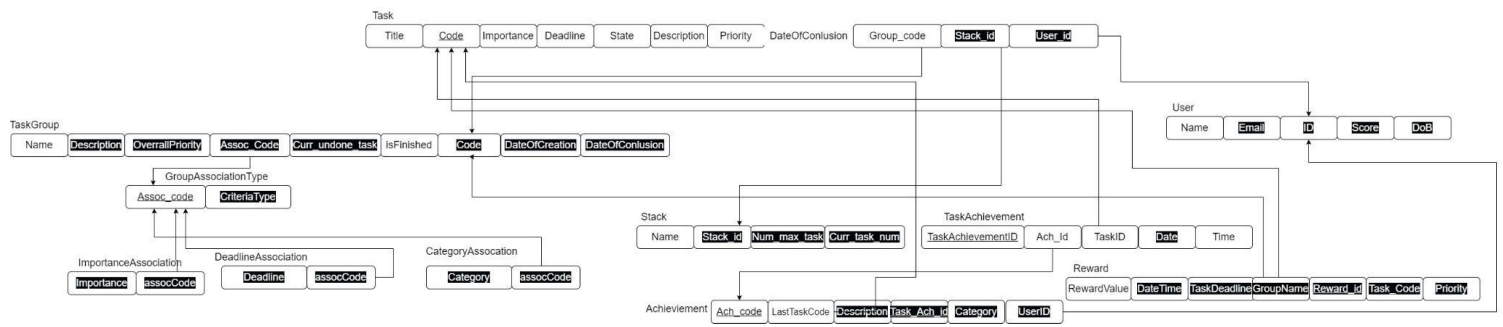 Task
Title Code Importance Deadline State Description Priority DateOfConlusion Group_code Stack_id User_id
User
Name Email ID Score DoB
TaskGroup
Name Description OverrallPriority Assoc_Code Curr_undone_task isFinished Code DateOfCreation DateOfConlusion
GroupAssociationType
Assoc_code CriteriaType
Stack
Name Stack_id Num_max_task Curr_task_num
TaskAchievement
TaskAchievementID Ach_Id TaskID Date Time
ImportanceAssociation
Importance assocCode
DeadlineAssociation
Deadline assocCode
CategoryAssocation
Category assocCode
Reward
RewardValue DateTime TaskDeadline GroupName Reward_id Task_Code Priority
Achieviement
Ach_code LastTaskCode Description Task_Ach_id Category UserID